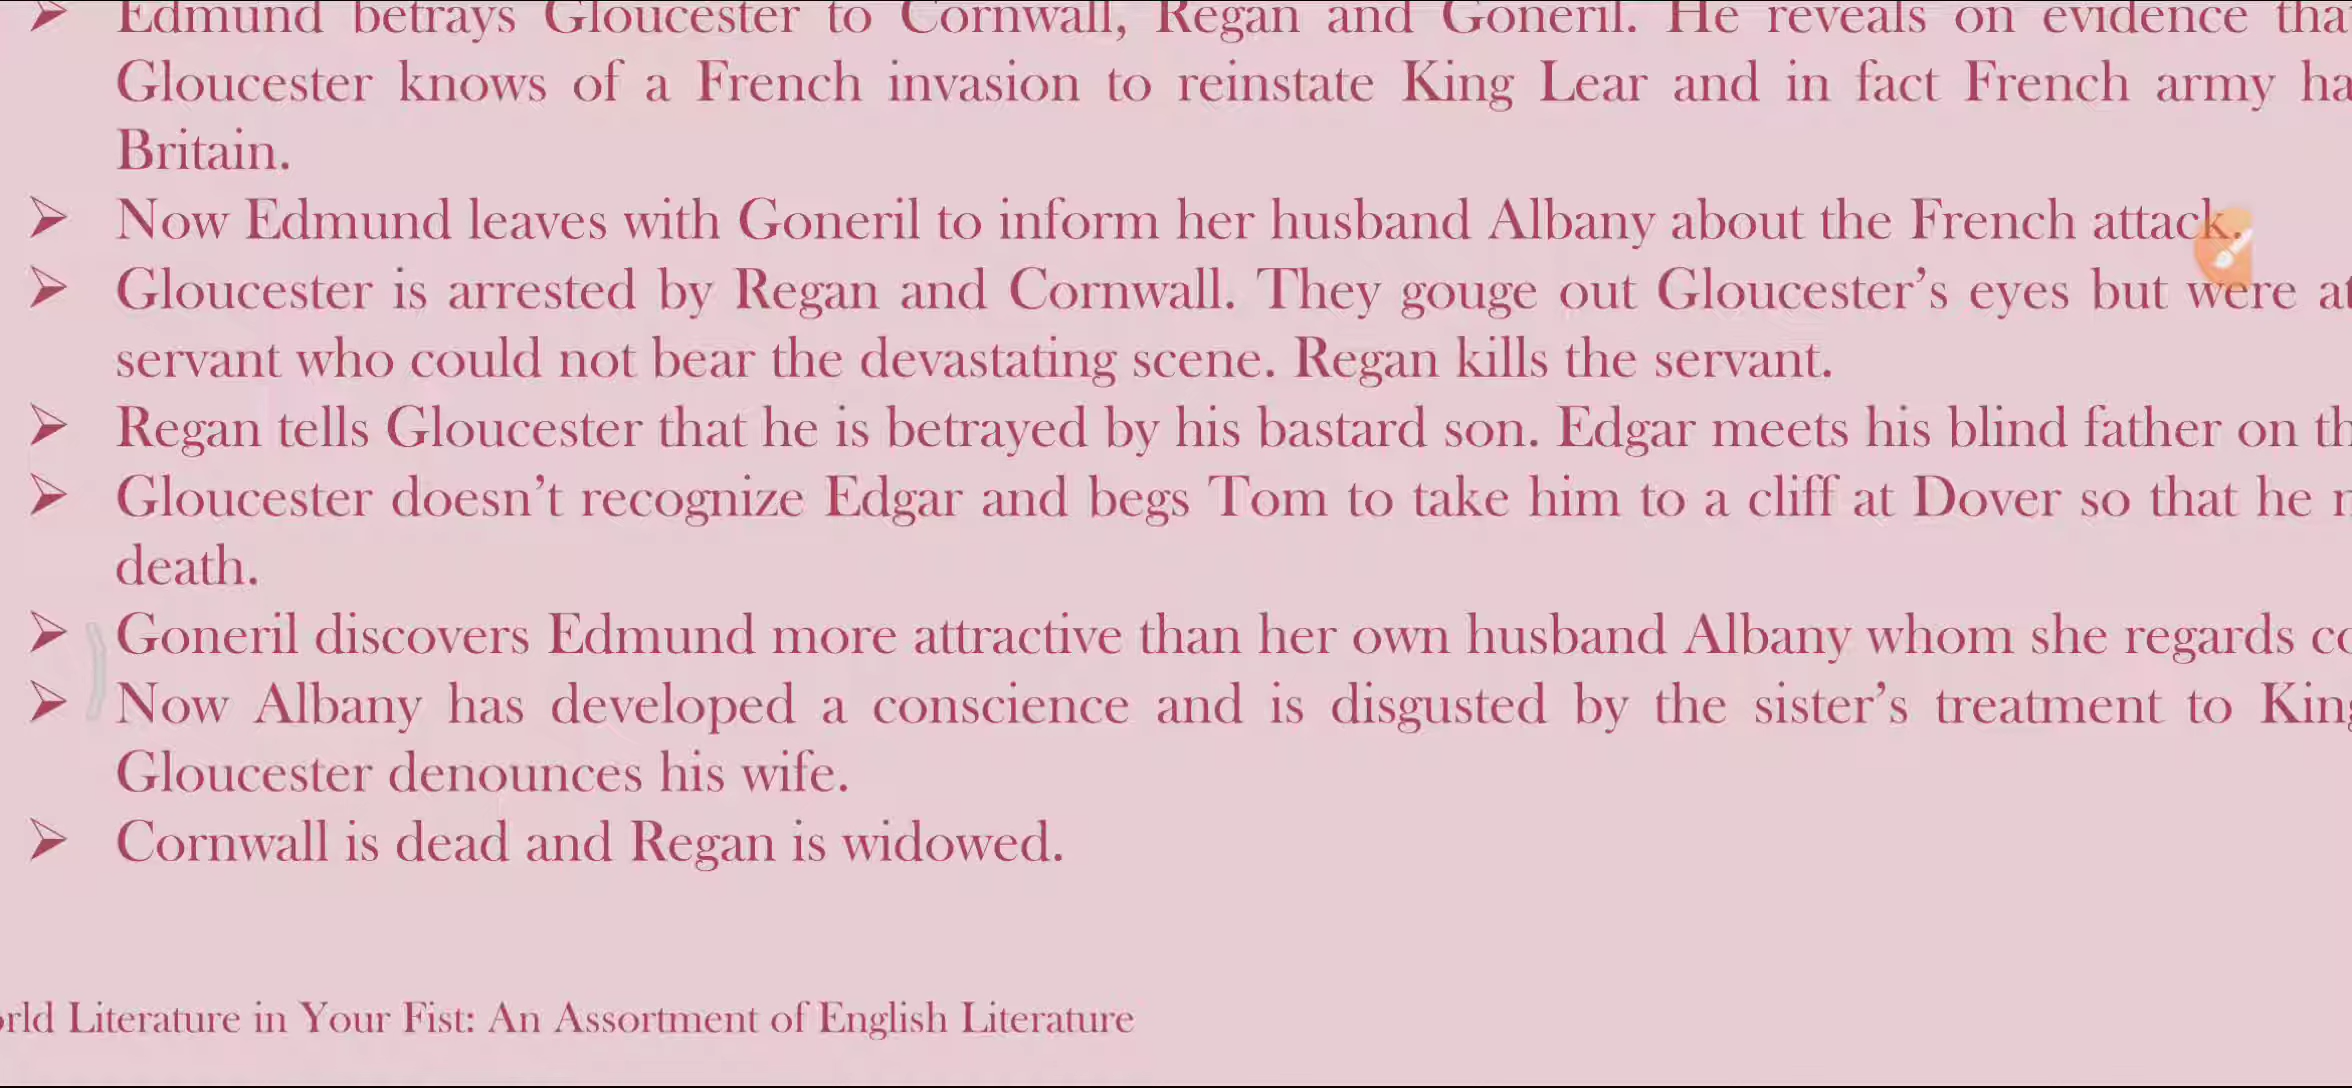 Edmund betrays Gloucester to Cornwall, Regan and Goneril. He reveals on evidence
Gloucester knows of a French invasion to reinstate King Lear and in fact French army
Britain.
Now Edmund leaves with Goneril to inform her husband Albany about the French attack.
Gloucester is arrested by Regan and Cornwall. They gouge out Gloucester's eyes but were
servant who could not bear the devastating scene. Regan kills the servant.
Regan tells Gloucester that he is betrayed by his bastard son. Edgar meets his blind father on
Gloucester doesn't recognize Edgar and begs Tom to take him to a cliff at Dover so that he
death.
Goneril discovers Edmund more attractive than her own husband Albany whom she regards
Now Albany has developed a conscience and is disgusted by the sister's treatment to
Gloucester denounces his wife.
Cornwall is dead and Regan is widowed.
Literature in Your Fist: An Assortment of English Literature